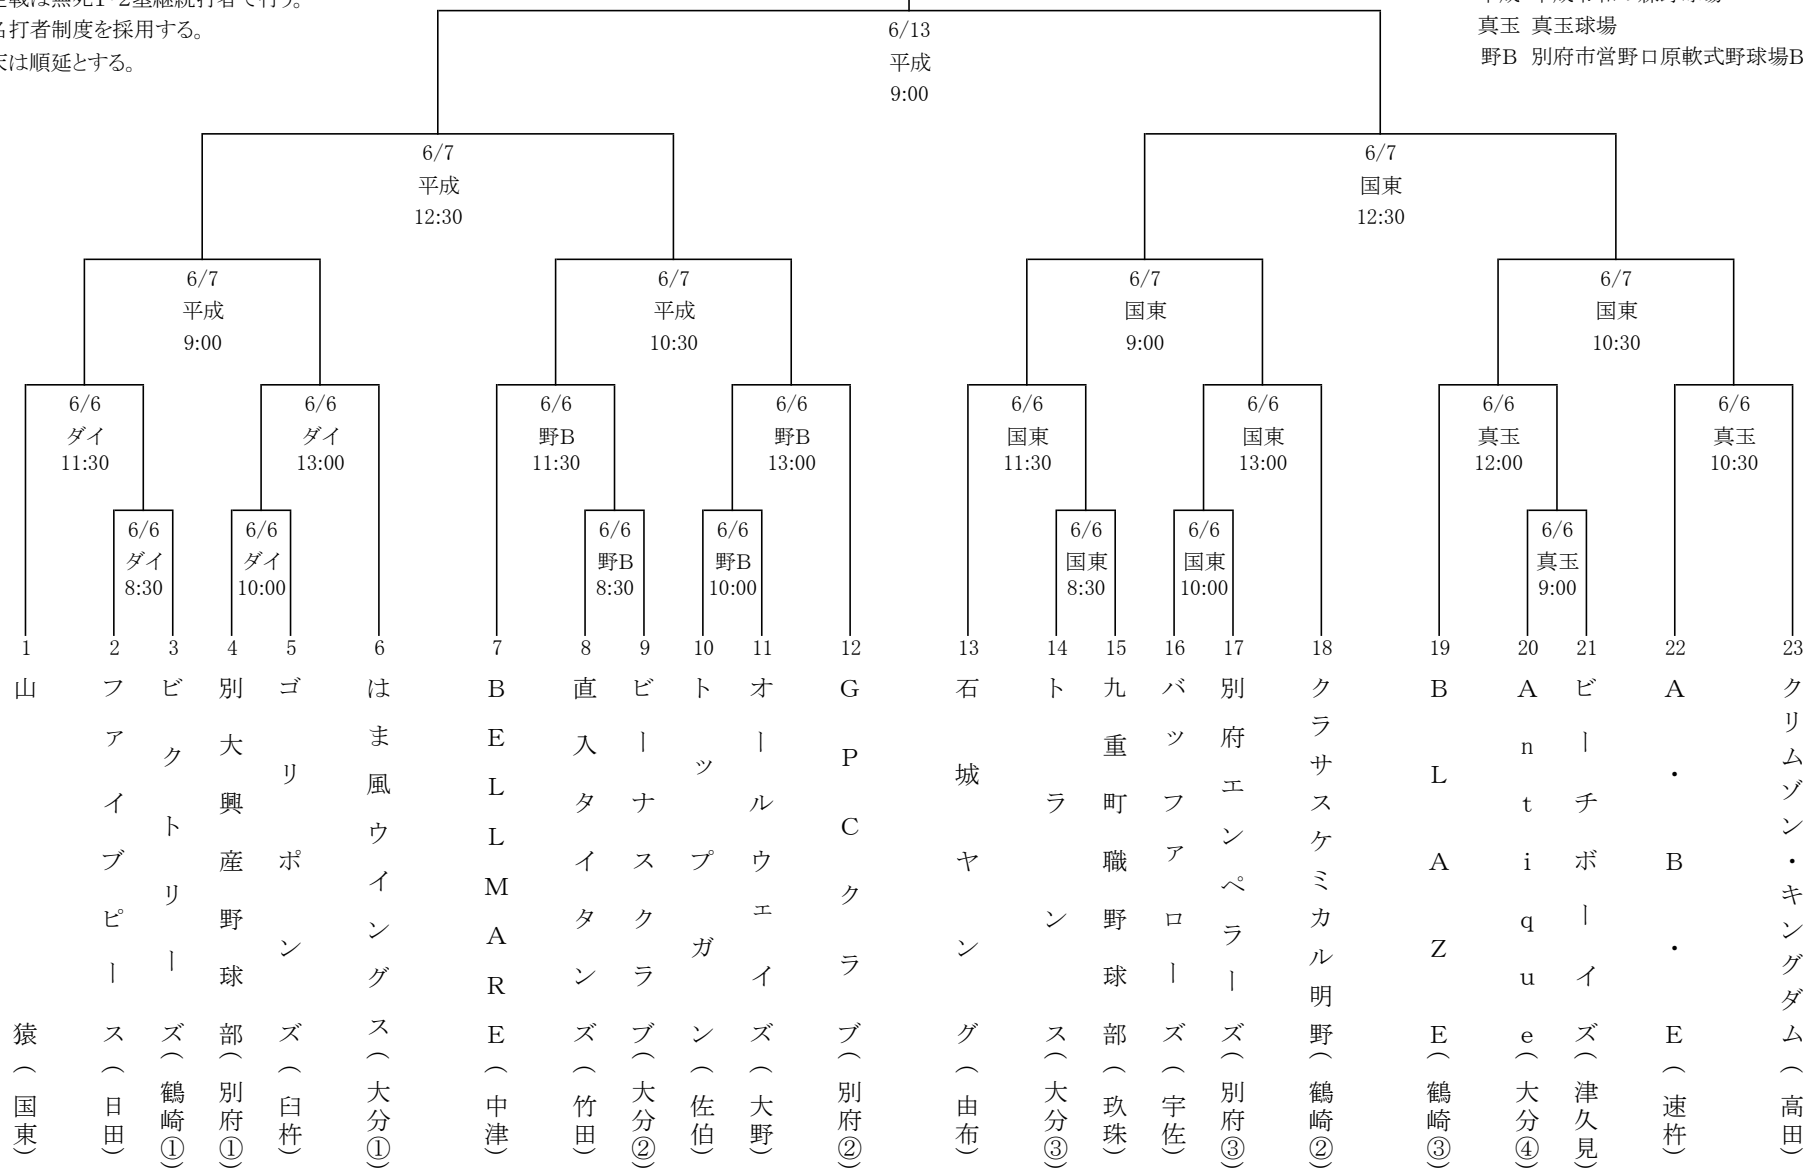 戦は無死1・2塁継続打者で行う。
打者制度を採用する。
は順延とする。
真玉 真玉球場
野B 別府市営野口原軟式野球場B
6/13
平成
9:00
6/7
平成
12:30
6/7
国東
12:30
6/7
平成
9:00
6/7
平成
10:30
6/7
国東
9:00
6/7
国東
10:30
6/6
ダイ
11:30
6/6
ダイ
13:00
6/6
野B
11:30
6/6
野B
13:00
6/6
国東
11:30
6/6
国東
13:00
6/6
真玉
12:00
6/6
真玉
10:30
6/6
ダイ
8:30
6/6
ダイ
10:00
6/6
野B
8:30
6/6
野B
10:00
6/6
国東
8:30
6/6
国東
10:00
6/6
真玉
9:00
1 山猿(国東)
2 ファイブピース(日田)
3 ビクトリーズ(鶴崎①)
4 別大興産野球部(別府①)
5 ゴリポンズ(臼杵)
6 はま風ウイングス(大分①)
7 BELLMARE(中津)
8 直入タイタンズ(竹田)
9 ビーナスクラブ(大分②)
10 トップガン(佐伯)
11 オールウェイズ(大野)
12 GPCクラブ(別府②)
13 石城ヤング(由布)
14 トランス(大分③)
15 九重町職野球部(玖珠)
16 バッファローズ(宇佐)
17 別府エンペラーズ(別府③)
18 クラサスケミカル明野(鶴崎②)
19 BLAZE(鶴崎③)
20 Antique(大分④)
21 ビーチボーイズ(津久見)
22 A・B・E(速杵)
23 クリムゾン・キングダム(高田)